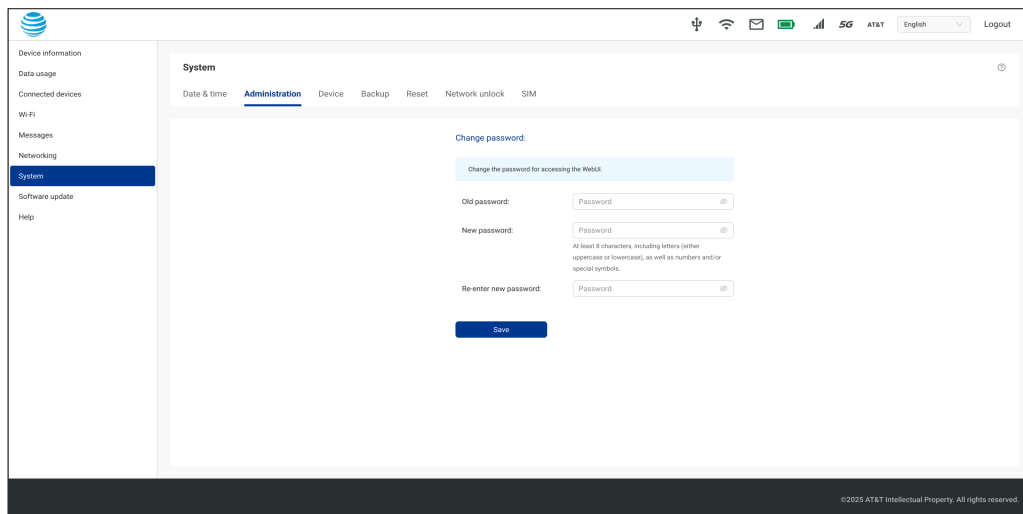 5G AT&T English Logout
Device information
Data usage
Connected devices
Wi-Fi
Messages
Networking
System
Software update
Help
System
Date & time Administration Device Backup Reset Network unlock SIM
Change password:
Change the password for accessing the WebUI.
Old password: Password
New password: Password
At least 8 characters, including letters (either
uppercase or lowercase), as well as numbers and/or
special symbols.
Re-enter new password: Password
Save
©2025 AT&T Intellectual Property. All rights reserved.